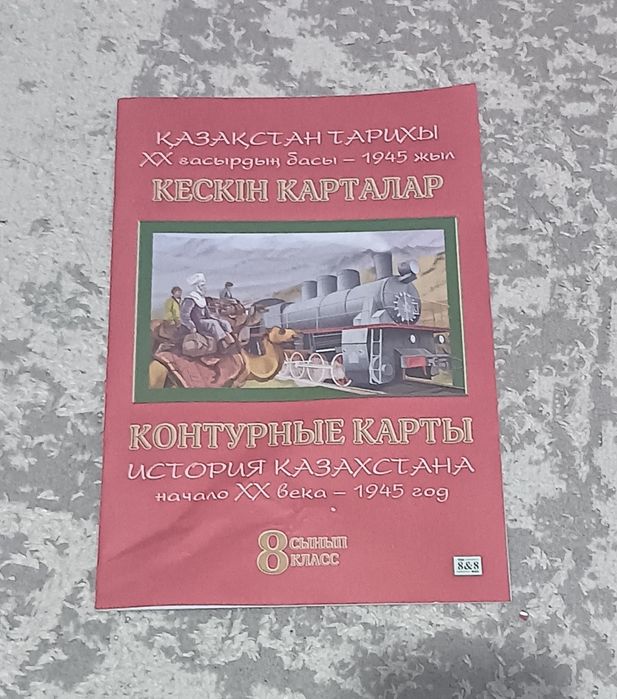 ҚАЗАҚСТАН ТАРИХЫ
XX ғасырдың басы – 1945 жыл
КЕСКІН КАРТАЛАР
КОНТУРНЫЕ КАРТЫ
ИСТОРИЯ КАЗАХСТАНА
начало XX века – 1945 год
8 СЫНЫП
КЛАСС
8&8